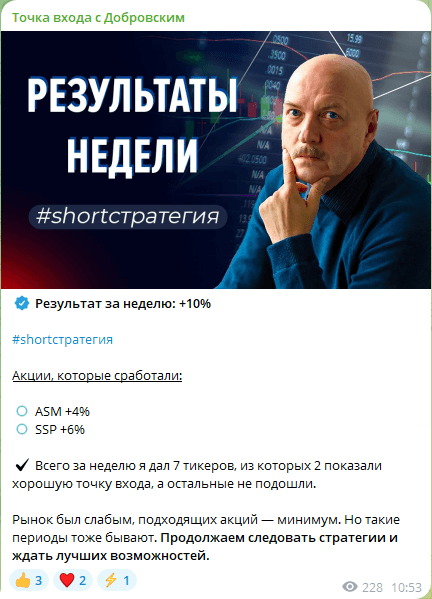 Точка входа с Добровским
РЕЗУЛЬТАТЫ
НЕДЕЛИ
#shortстратегия
Результат за неделю: +10%
#shortстратегия
Акции, которые сработали:
ASM +4%
SSP +6%
Всего за неделю я дал 7 тикеров, из которых 2 показали
хорошую точку входа, а остальные не подошли.
Рынок был слабым, подходящих акций — минимум. Но такие
периоды тоже бывают. Продолжаем следовать стратегии и
ждать лучших возможностей.
3 2 1
228 10:53